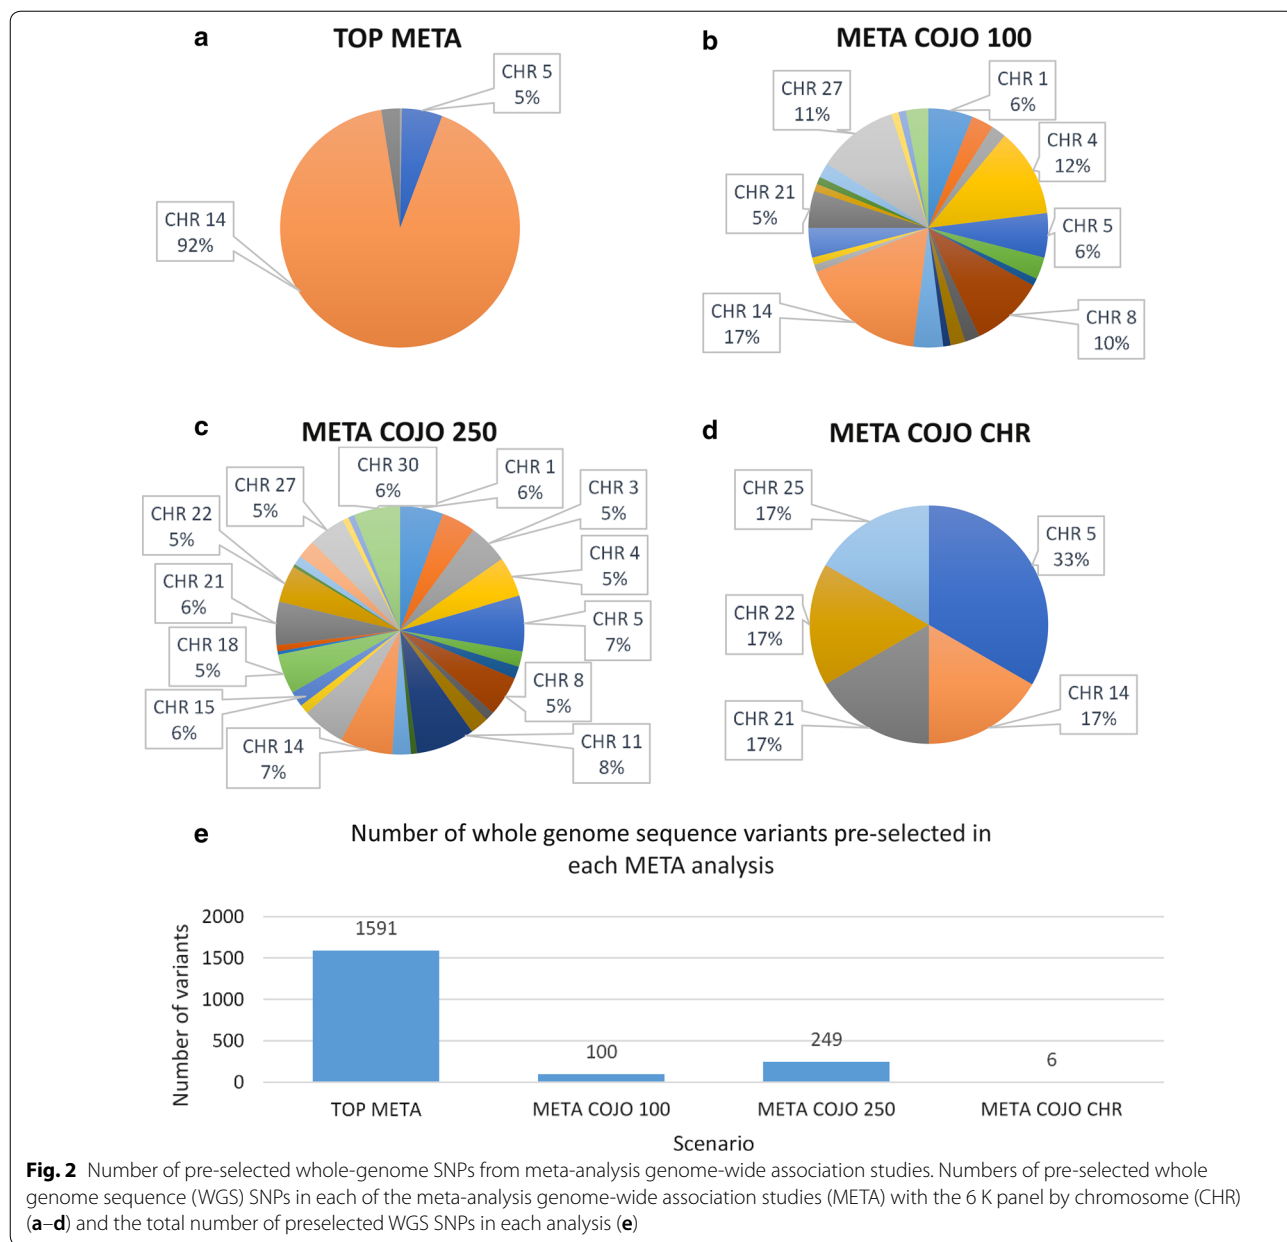 a
TOP META
CHR 5
5%
CHR 14
92%
b
META COJO 100
CHR 1
6%
CHR 4
12%
CHR 5
6%
CHR 8
10%
CHR 14
17%
CHR 21
5%
CHR 27
11%
c
META COJO 250
CHR 30
6%
CHR 1
6%
CHR 3
5%
CHR 4
5%
CHR 5
7%
CHR 8
5%
CHR 11
8%
CHR 14
7%
CHR 15
6%
CHR 18
5%
CHR 21
6%
CHR 22
5%
CHR 27
5%
d
META COJO CHR
CHR 25
17%
CHR 5
33%
CHR 22
17%
CHR 14
17%
CHR 21
17%
e
Number of whole genome sequence variants pre-selected in
each META analysis
Number of variants
2000
1500
1000
500
0
1591
100
249
6
TOP META
META COJO 100
META COJO 250
META COJO CHR
Scenario
Fig. 2 Number of pre-selected whole-genome SNPs from meta-analysis genome-wide association studies. Numbers of pre-selected whole
genome sequence (WGS) SNPs in each of the meta-analysis genome-wide association studies (META) with the 6 K panel by chromosome (CHR)
(a–d) and the total number of preselected WGS SNPs in each analysis (e)